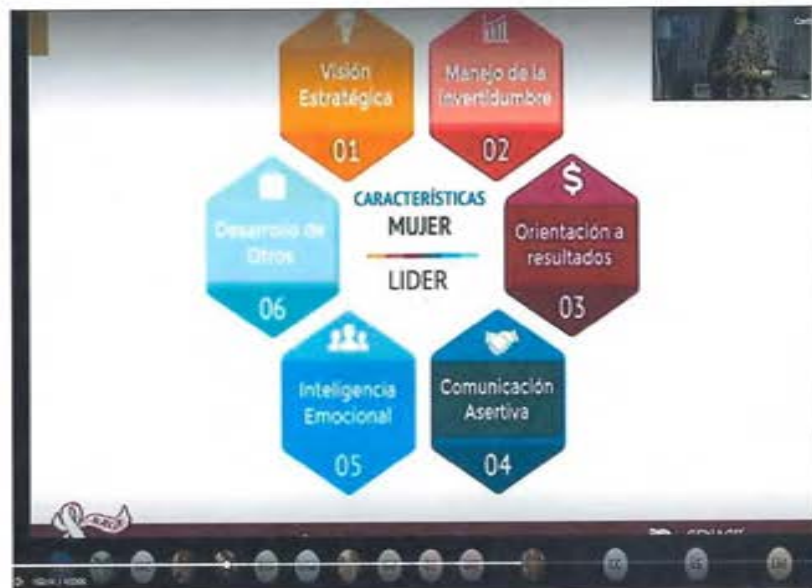 Visión
Estratégica
01
Manejo de la
Invertidumbre
02
CARACTERÍSTICAS
MUJER
LIDER
$
Orientación a
resultados
03
Comunicación
Asertiva
04
Inteligencia
Emocional
05
Desarrollo de
Otros
06